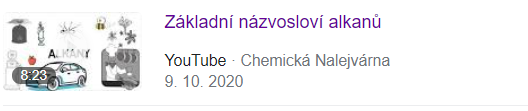 Základní názvosloví alkanů
ALKANY
8:23
YouTube · Chemická Nalejvárna
9. 10. 2020